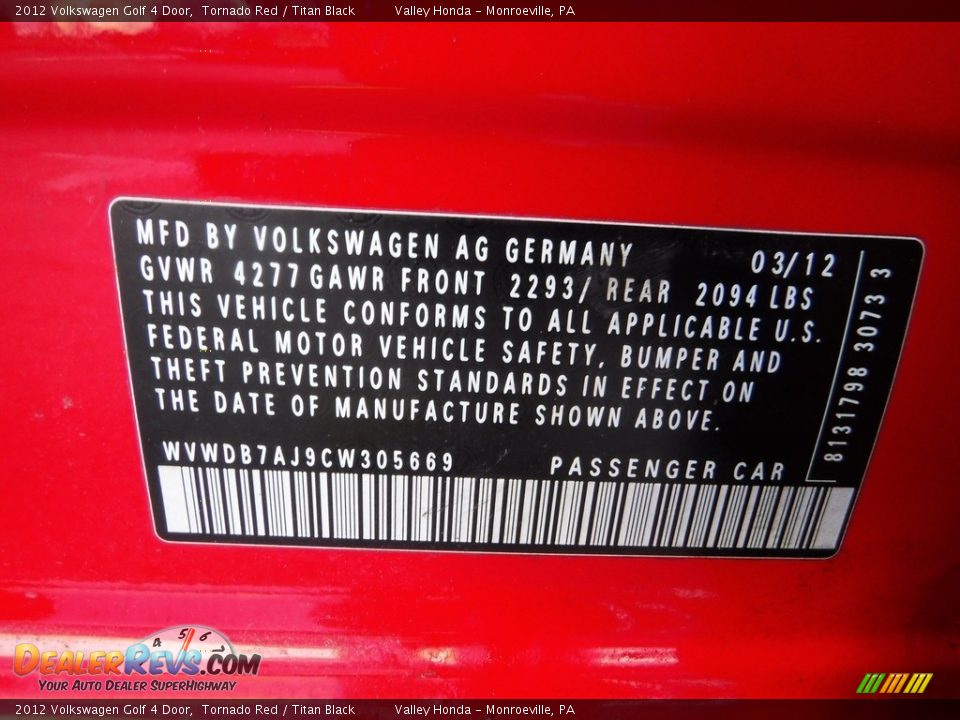 2012 Volkswagen Golf 4 Door, Tornado Red / Titan Black Valley Honda - Monroeville, PA
MFD BY VOLKSWAGEN AG GERMANY 03/12
GVWR 4277 GAWR FRONT 2293/ REAR 2094 LBS
THIS VEHICLE CONFORMS TO ALL APPLICABLE U.S.
FEDERAL MOTOR VEHICLE SAFETY, BUMPER AND
THEFT PREVENTION STANDARDS IN EFFECT ON
THE DATE OF MANUFACTURE SHOWN ABOVE.
WVWDB7AJ9CW305669 PASSENGER CAR
8131798 3073 3
4 5 6
DEALERREVS.COM
YOUR AUTO DEALER SUPERHIGHWAY
2012 Volkswagen Golf 4 Door, Tornado Red / Titan Black Valley Honda - Monroeville, PA